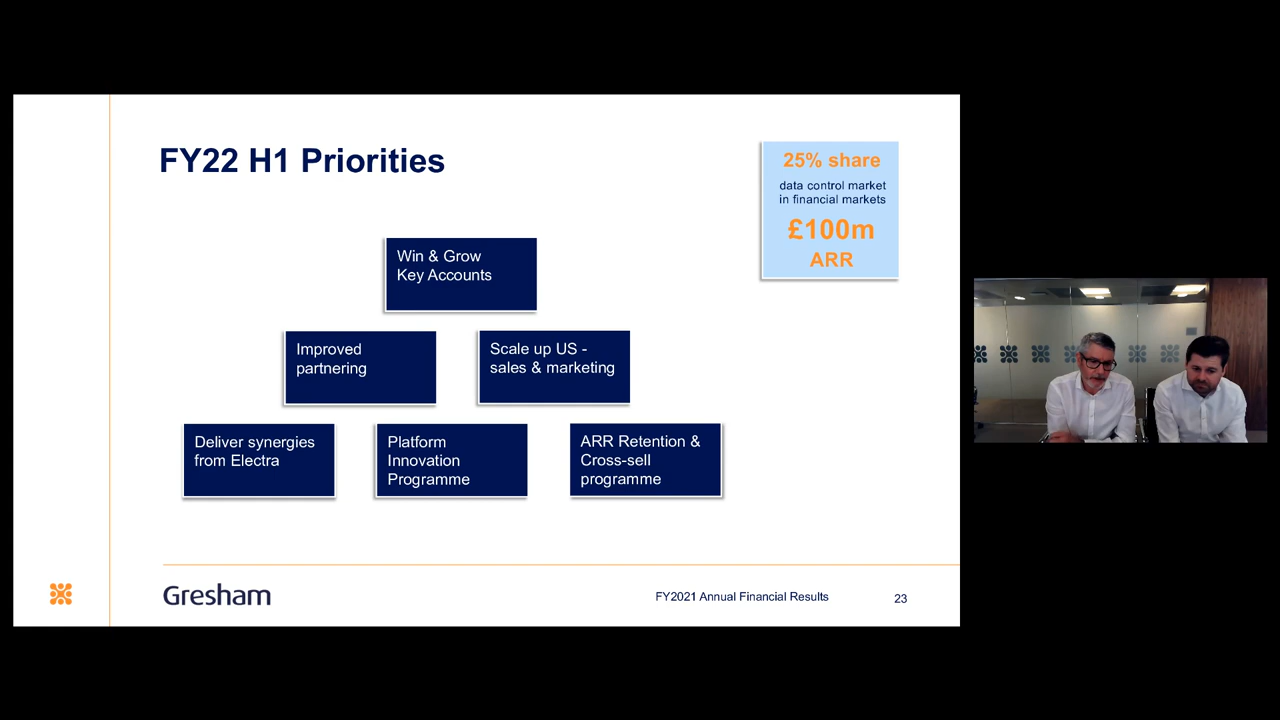 FY22 H1 Priorities
25% share
data control market
in financial markets
£100m
ARR
Win & Grow
Key Accounts
Improved
partnering
Scale up US -
sales & marketing
Deliver synergies
from Electra
Platform
Innovation
Programme
ARR Retention &
Cross-sell
programme
Gresham
FY2021 Annual Financial Results
23